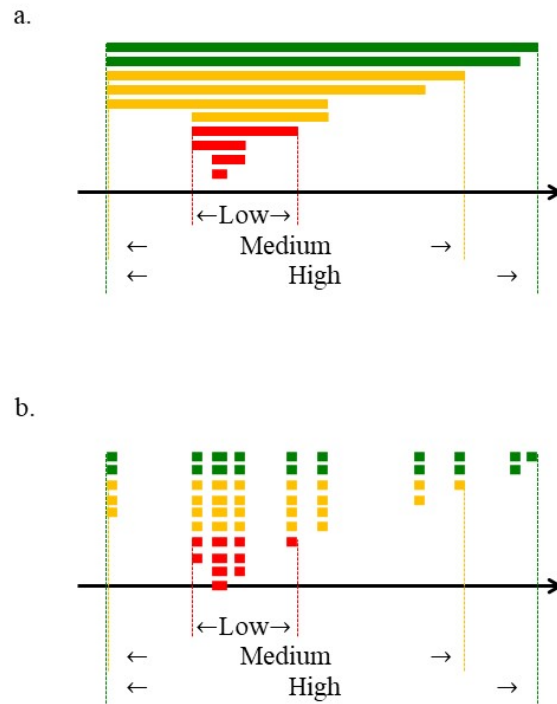 a.
←Low→
← Medium →
← High →
b.
←Low→
← Medium →
← High →